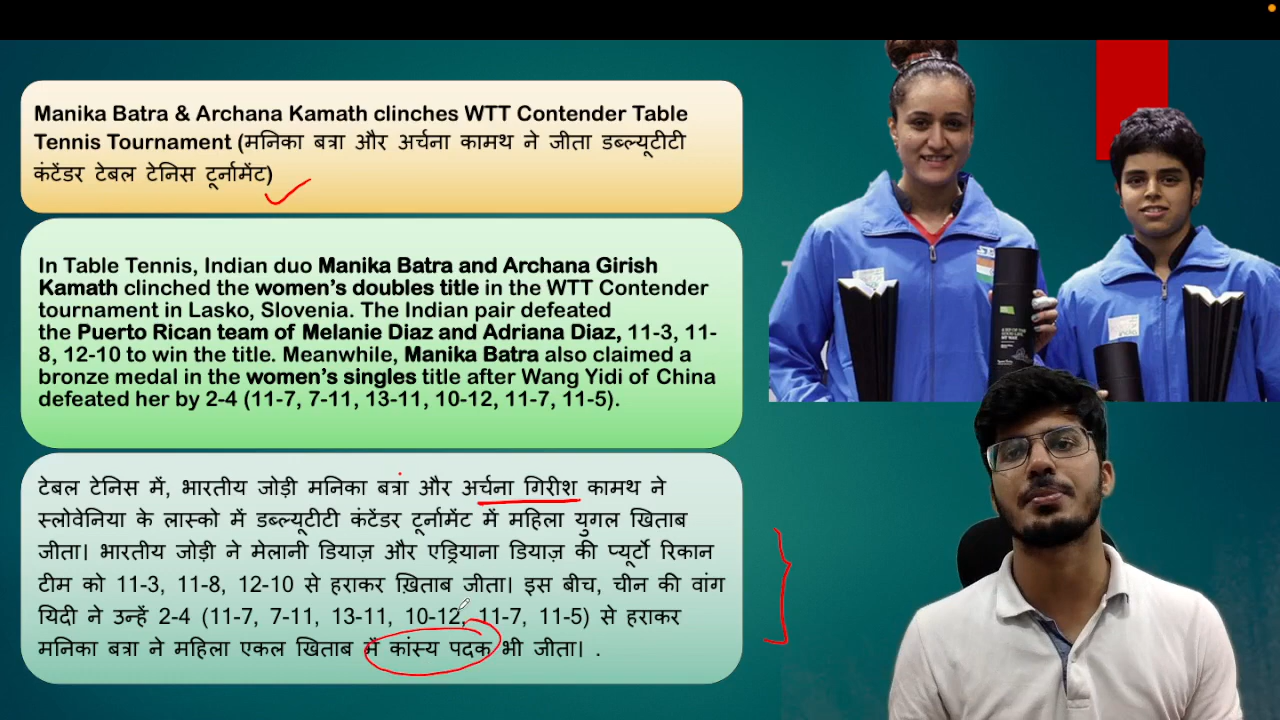 Manika Batra & Archana Kamath clinches WTT Contender Table
Tennis Tournament (मनिका बत्रा और अर्चना कामथ ने जीता डब्ल्यूटीटी
कंटेंडर टेबल टेनिस टूर्नामेंट)
In Table Tennis, Indian duo Manika Batra and Archana Girish
Kamath clinched the women's doubles title in the WTT Contender
tournament in Lasko, Slovenia. The Indian pair defeated
the Puerto Rican team of Melanie Diaz and Adriana Diaz, 11-3, 11-
8, 12-10 to win the title. Meanwhile, Manika Batra also claimed a
bronze medal in the women's singles title after Wang Yidi of China
defeated her by 2-4 (11-7, 7-11, 13-11, 10-12, 11-7, 11-5).
टेबल टेनिस में, भारतीय जोड़ी मनिका बत्रा और अर्चना गिरीश कामथ ने
स्लोवेनिया के लास्को में डब्ल्यूटीटी कंटेंडर टूर्नामेंट में महिला युगल खिताब
जीता। भारतीय जोड़ी ने मेलानी डियाज़ और एड्रियाना डियाज़ की प्यूर्टो रिकान
टीम को 11-3, 11-8, 12-10 से हराकर ख़िताब जीता। इस बीच, चीन की वांग
यिदी ने उन्हें 2-4 (11-7, 7-11, 13-11, 10-12, 11-7, 11-5) से हराकर
मनिका बत्रा ने महिला एकल खिताब में कांस्य पदक भी जीता। .